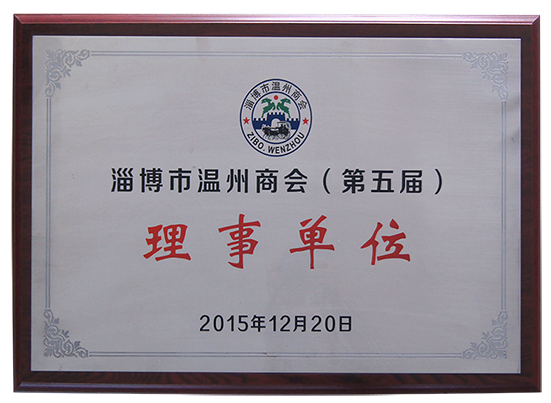 淄博市温州商会
ZIBO. WENZHOU
淄博市温州商会（第五届）
理事单位
2015年12月20日